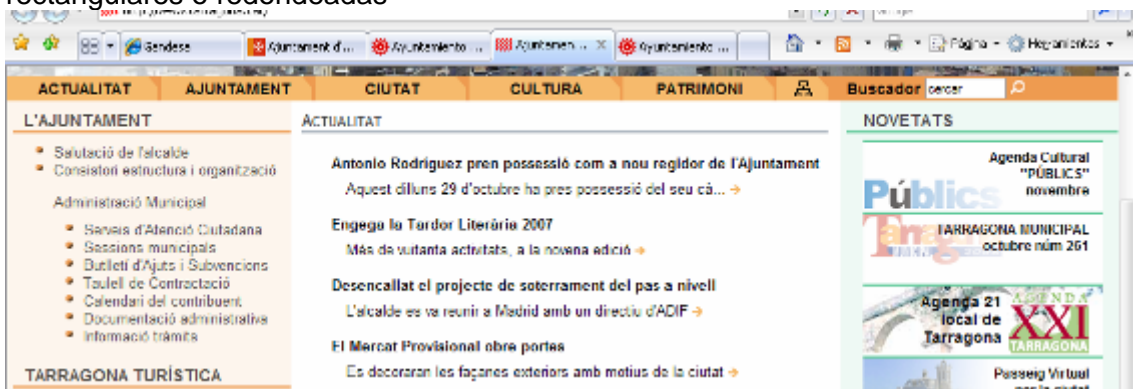 rectangulares o redondeadas
Gandesa
Ajuntament d'...
Ayuntamiento ...
Ajuntamen ...
Ayuntamiento ...
Página
Herramientas
ACTUALITAT AJUNTAMENT CIUTAT CULTURA PATRIMONI Buscador cercar
L'AJUNTAMENT
Salutació de l'alcalde
Consistori estructura i organització
Administració Municipal
Serveis d'Atenció Ciutadana
Sessions municipals
Butlletí d'Ajuts i Subvencions
Taulell de Contractació
Calendari del contribuent
Documentació administrativa
Informació tràmits
TARRAGONA TURÍSTICA
ACTUALITAT
Antonio Rodríguez pren possessió com a nou regidor de l'Ajuntament
Aquest dilluns 29 d'octubre ha pres possessió del seu cà... →
Engega la Tardor Literària 2007
Més de vuitanta activitats, a la novena edició →
Desencallat el projecte de soterrament del pas a nivell
L'alcalde es va reunir a Madrid amb un directiu d'ADIF →
El Mercat Provisional obre portes
Es decoraran les façanes exteriors amb motius de la ciutat →
NOVETATS
Agenda Cultural
"PÚBLICS"
novembre
Públics
TARRAGONA MUNICIPAL
octubre núm 261
Agenda 21
local de
Tarragona
AGENDA
XXI
TARRAGONA
Passeig Virtual
per la ciutat